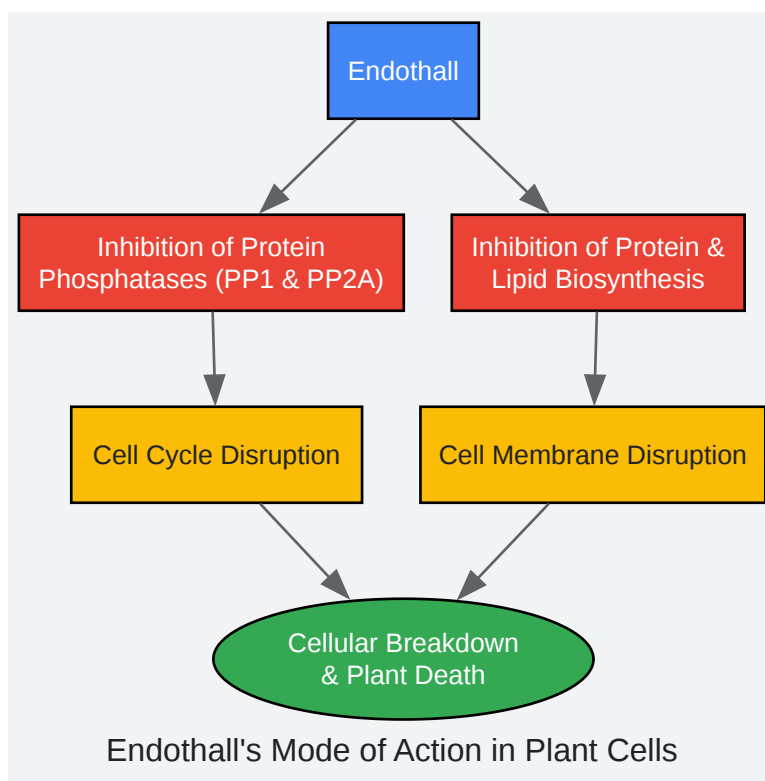 Endothall
Inhibition of Protein
Phosphatases (PP1 & PP2A)
Inhibition of Protein &
Lipid Biosynthesis
Cell Cycle Disruption
Cell Membrane Disruption
Cellular Breakdown
& Plant Death
Endothall's Mode of Action in Plant Cells